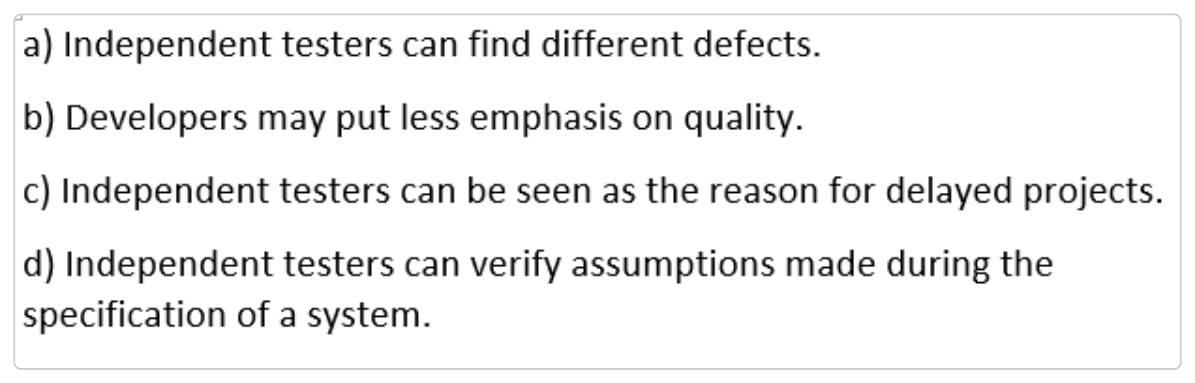 a) Independent testers can find different defects.
b) Developers may put less emphasis on quality.
c) Independent testers can be seen as the reason for delayed projects.
d) Independent testers can verify assumptions made during the
specification of a system.